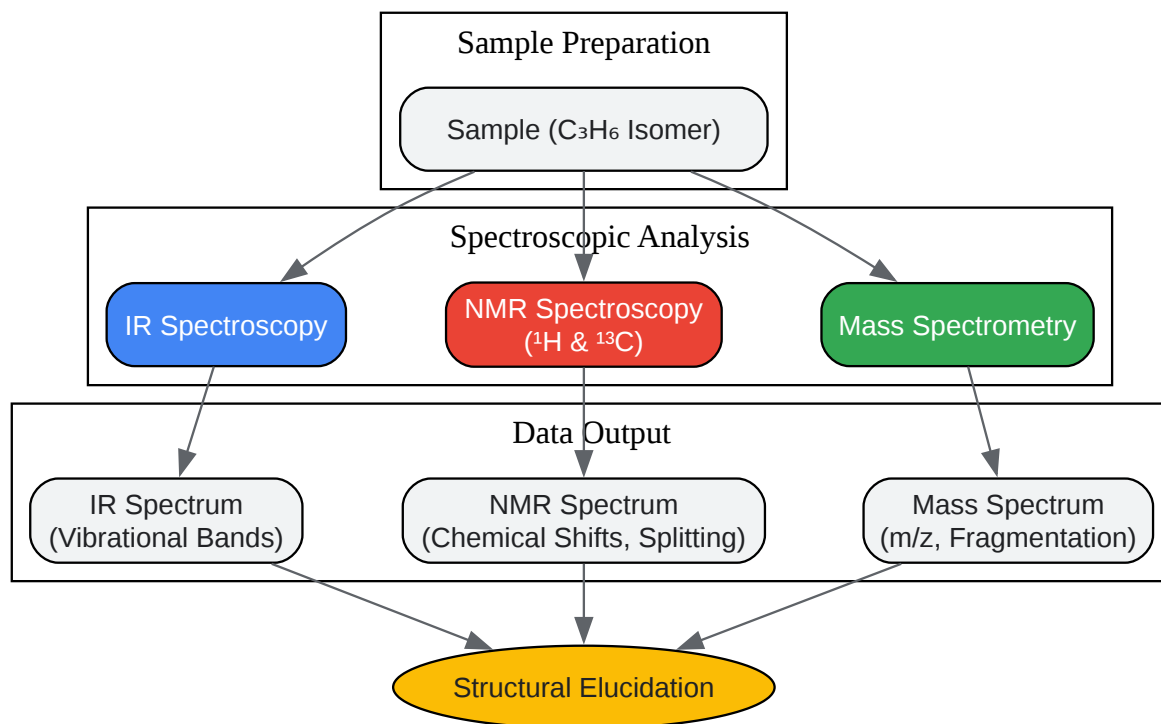 Sample Preparation
Sample (C₃H₆ Isomer)
Spectroscopic Analysis
IR Spectroscopy
NMR Spectroscopy
(¹H & ¹³C)
Mass Spectrometry
Data Output
IR Spectrum
(Vibrational Bands)
NMR Spectrum
(Chemical Shifts, Splitting)
Mass Spectrum
(m/z, Fragmentation)
Structural Elucidation